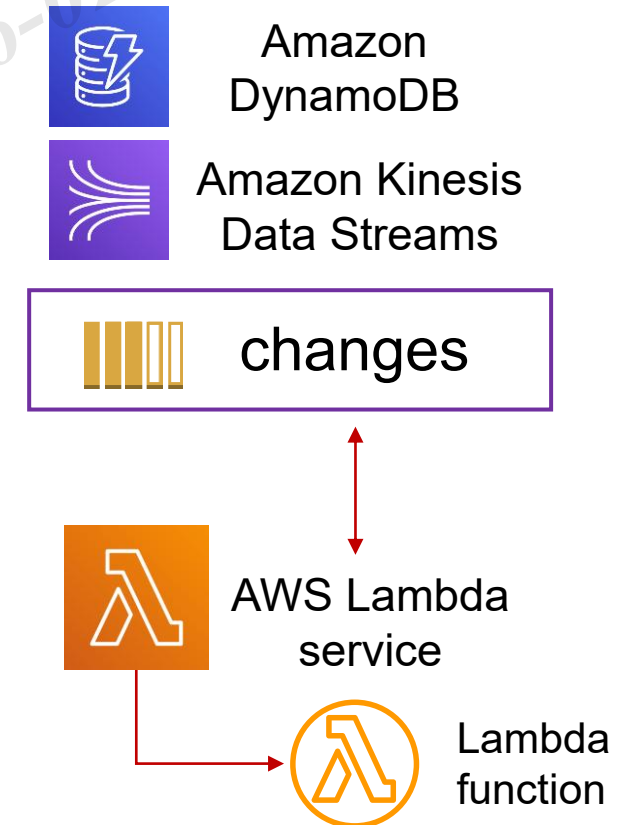 Amazon
DynamoDB
Amazon Kinesis
Data Streams
changes
AWS Lambda
service
Lambda
function